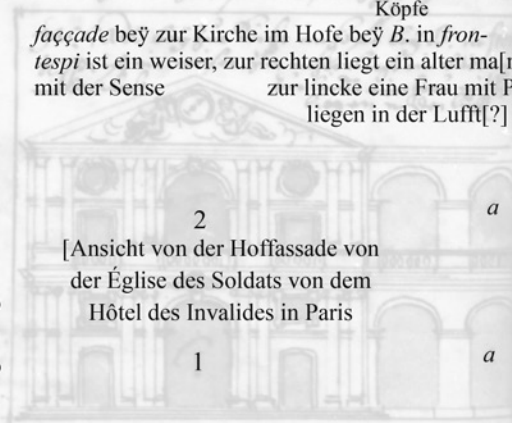 Köpfe
façcade beÿ zur Kirche im Hofe beÿ B. in fron-
tespi ist ein weiser, zur rechten liegt ein alter ma[
mit der Sense zur lincke eine Frau mit
liegen in der Lufft[?]
a
2
[Ansicht von der Hoffassade von
der Église des Soldats von dem
Hôtel des Invalides in Paris
1
a